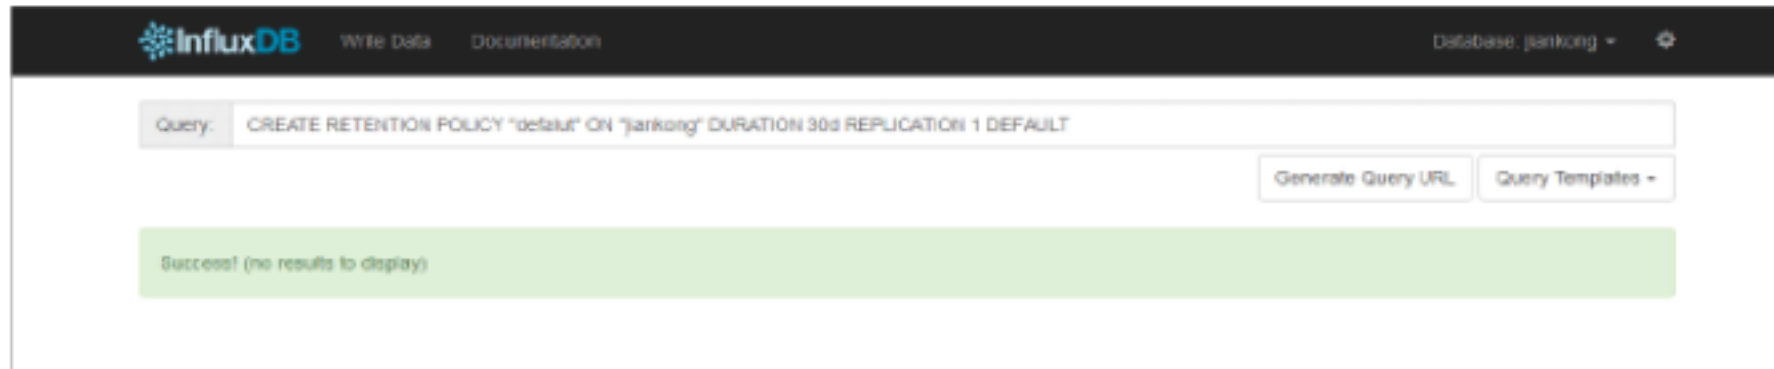 InfluxDB Write Data Documentation Database: jiankong
Query: CREATE RETENTION POLICY "defalut" ON "jiankong" DURATION 30d REPLICATION 1 DEFAULT
Generate Query URL Query Templates
Success! (no results to display)